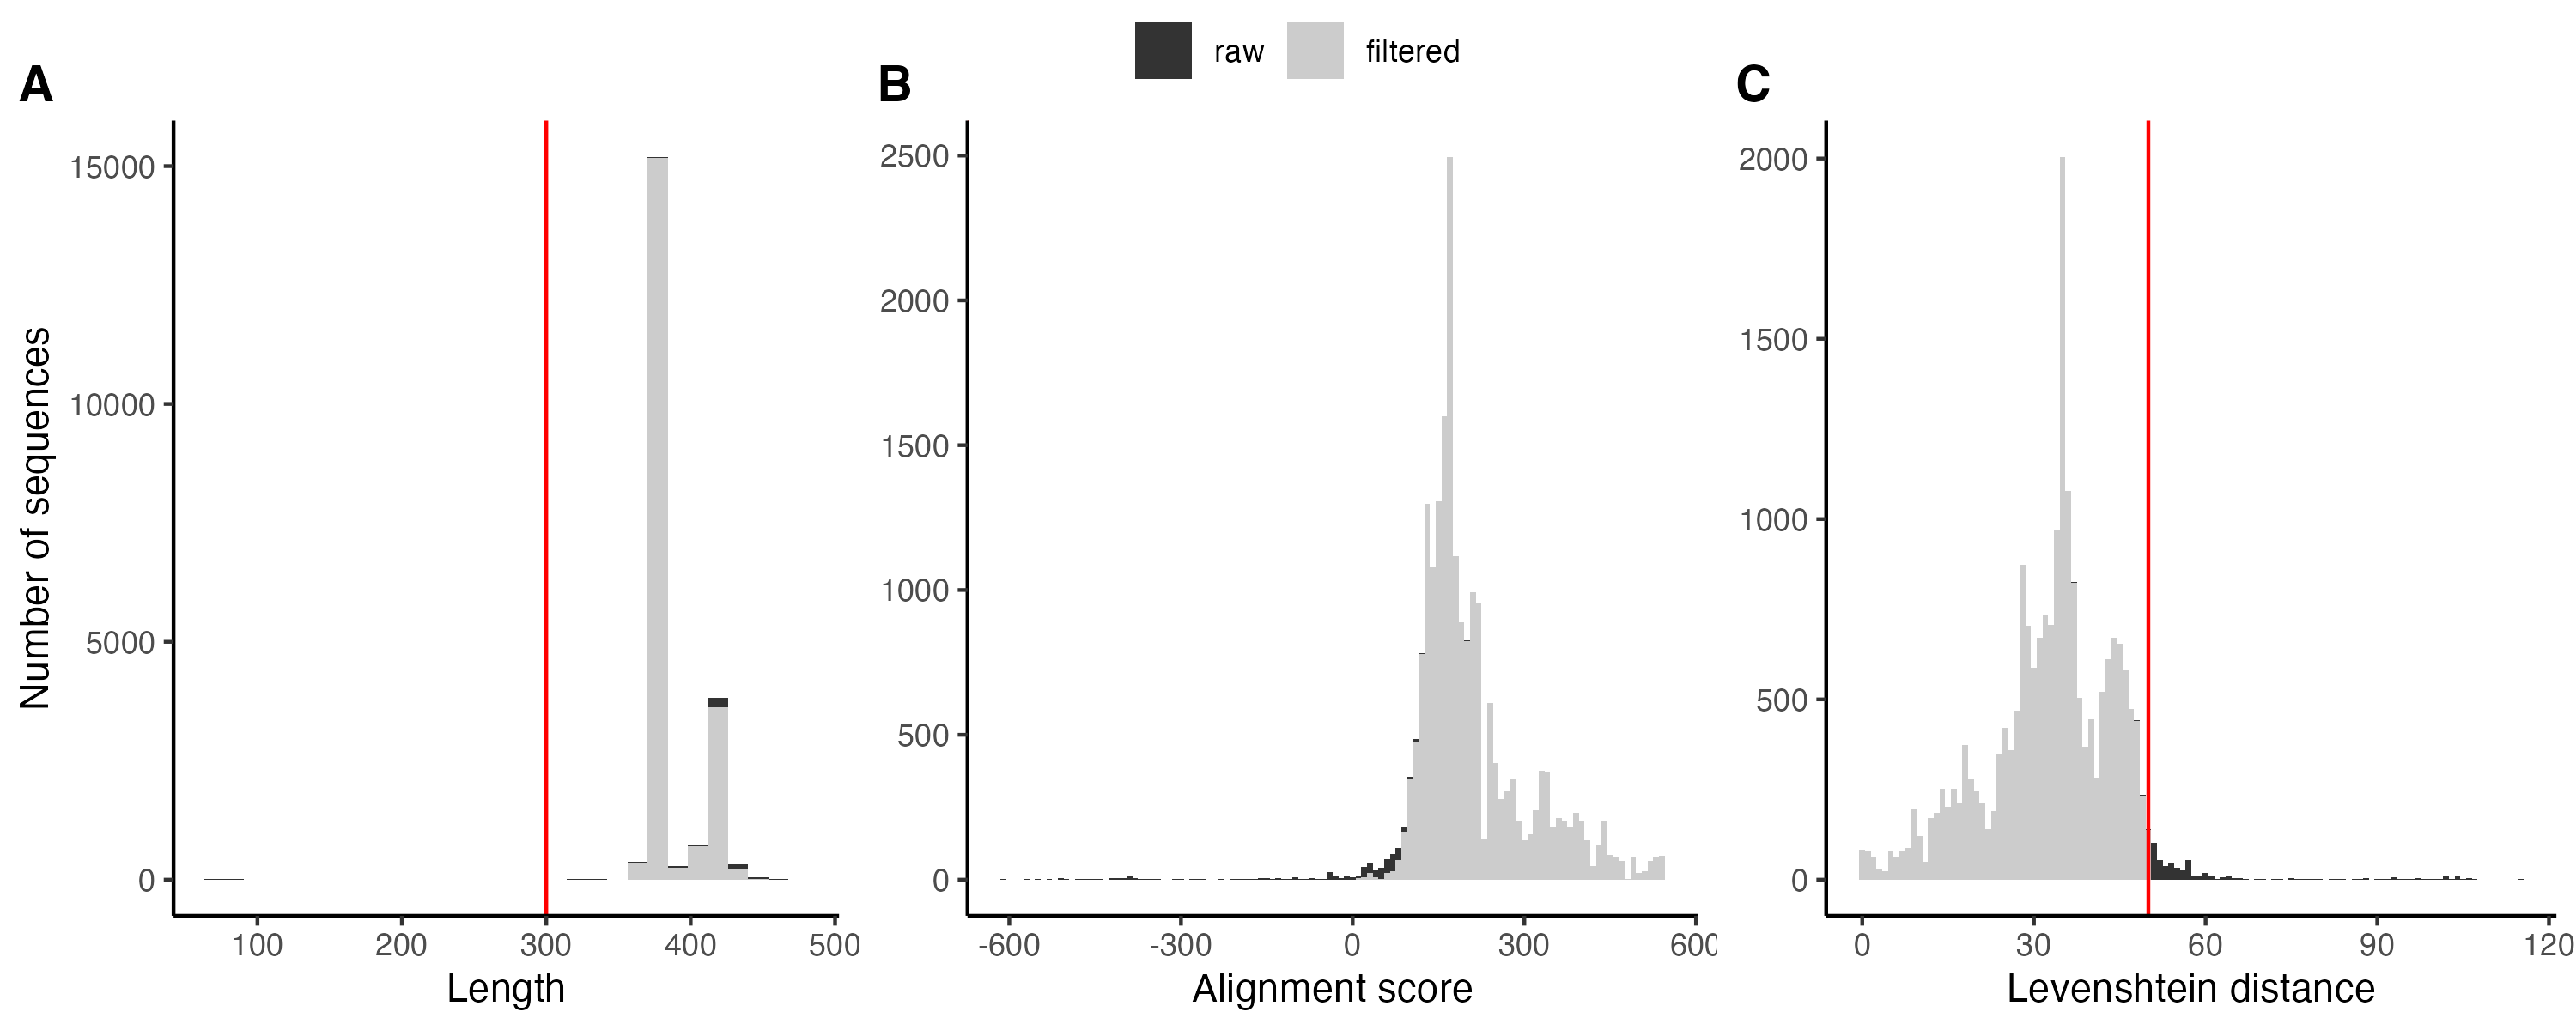 raw filtered
A B C
Number of sequences
15000
10000
5000
0
100 200 300 400 500
Length
2500
2000
1500
1000
500
0
-600 -300 0 300 600
Alignment score
2000
1500
1000
500
0
0 30 60 90 120
Levenshtein distance